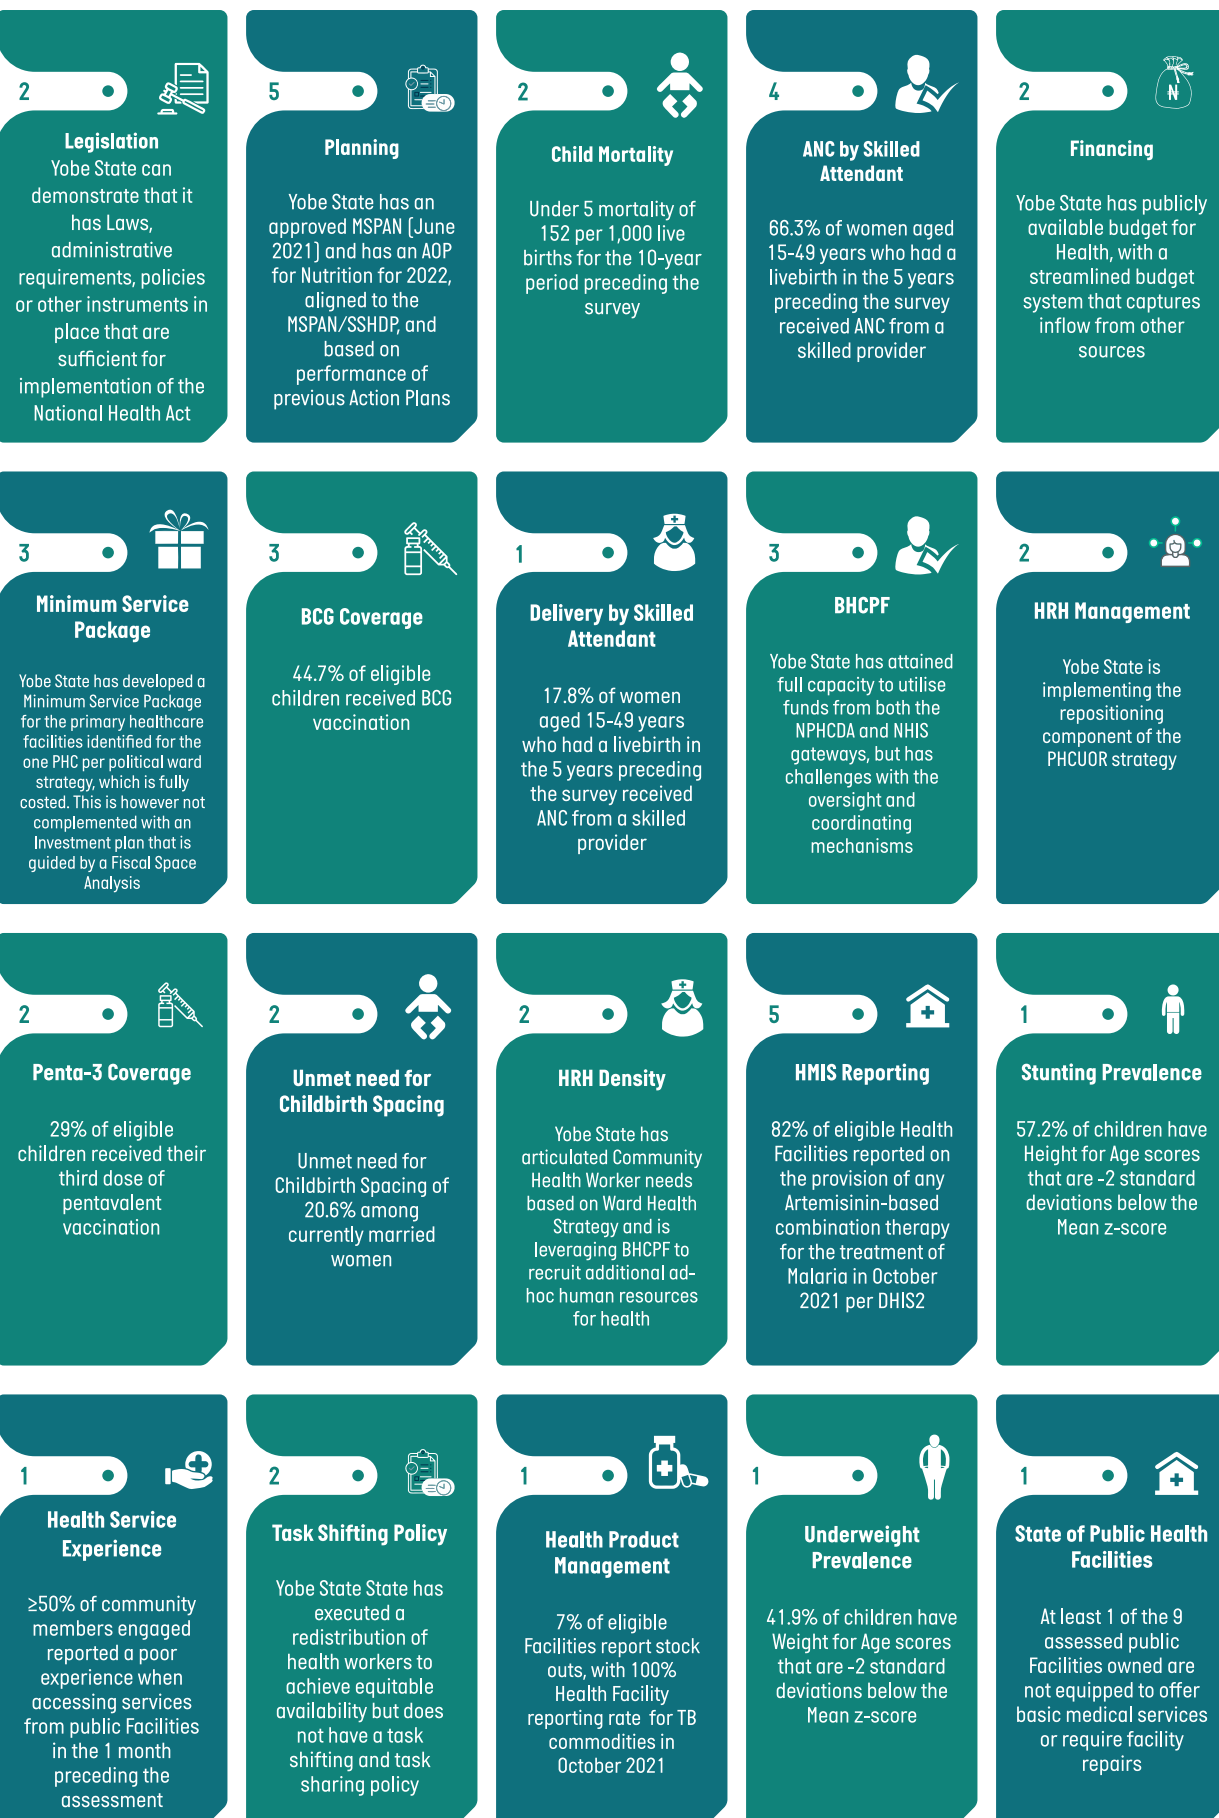 2
Legislation
Yobe State can
demonstrate that it
has Laws,
administrative
requirements, policies
or other instruments in
place that are
sufficient for
implementation of the
National Health Act
5
Planning
Yobe State has an
approved MSPAN (June
2021) and has an AOP
for Nutrition for 2022,
aligned to the
MSPAN/SSHDP, and
based on
performance of
previous Action Plans
2
Child Mortality
Under 5 mortality of
152 per 1,000 live
births for the 10-year
period preceding the
survey
4
ANC by Skilled
Attendant
66.3% of women aged
15-49 years who had a
livebirth in the 5 years
preceding the survey
received ANC from a
skilled provider
2
₦
Financing
Yobe State has publicly
available budget for
Health, with a
streamlined budget
system that captures
inflow from other
sources
3
Minimum Service
Package
Yobe State has developed a
Minimum Service Package
for the primary healthcare
facilities identified for the
one PHC per political ward
strategy, which is fully
costed. This is however not
complemented with an
Investment plan that is
guided by a Fiscal Space
Analysis
3
BCG Coverage
44.7% of eligible
children received BCG
vaccination
1
Delivery by Skilled
Attendant
17.8% of women
aged 15-49 years
who had a livebirth in
the 5 years preceding
the survey received
ANC from a skilled
provider
3
BHCPF
Yobe State has attained
full capacity to utilise
funds from both the
NPHCDA and NHIS
gateways, but has
challenges with the
oversight and
coordinating
mechanisms
2
HRH Management
Yobe State is
implementing the
repositioning
component of the
PHCUOR strategy
2
Penta-3 Coverage
29% of eligible
children received their
third dose of
pentavalent
vaccination
2
Unmet need for
Childbirth Spacing
Unmet need for
Childbirth Spacing of
20.6% among
currently married
women
2
HRH Density
Yobe State has
articulated Community
Health Worker needs
based on Ward Health
Strategy and is
leveraging BHCPF to
recruit additional ad-
hoc human resources
for health
5
HMIS Reporting
82% of eligible Health
Facilities reported on
the provision of any
Artemisinin-based
combination therapy
for the treatment of
Malaria in October
2021 per DHIS2
1
Stunting Prevalence
57.2% of children have
Height for Age scores
that are -2 standard
deviations below the
Mean z-score
1
Health Service
Experience
≥50% of community
members engaged
reported a poor
experience when
accessing services
from public Facilities
in the 1 month
preceding the
assessment
2
Task Shifting Policy
Yobe State State has
executed a
redistribution of
health workers to
achieve equitable
availability but does
not have a task
shifting and task
sharing policy
1
Health Product
Management
7% of eligible
Facilities report stock
outs, with 100%
Health Facility
reporting rate for TB
commodities in
October 2021
1
Underweight
Prevalence
41.9% of children have
Weight for Age scores
that are -2 standard
deviations below the
Mean z-score
1
State of Public Health
Facilities
At least 1 of the 9
assessed public
Facilities owned are
not equipped to offer
basic medical services
or require facility
repairs